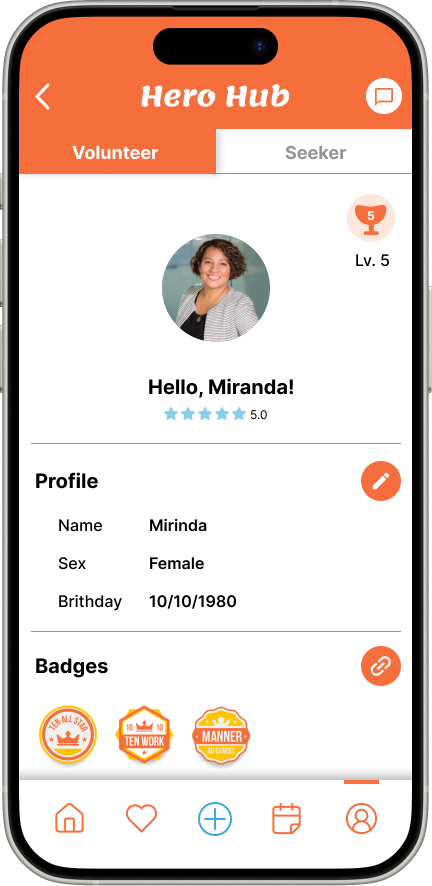 Hero Hub
Volunteer Seeker
5
Lv. 5
Hello, Miranda!
5.0
Profile
Name Mirinda
Sex Female
Brithday 10/10/1980
Badges
TEN ALL STAR
10 10
TEN WORK
MANNER
NO CANCEL